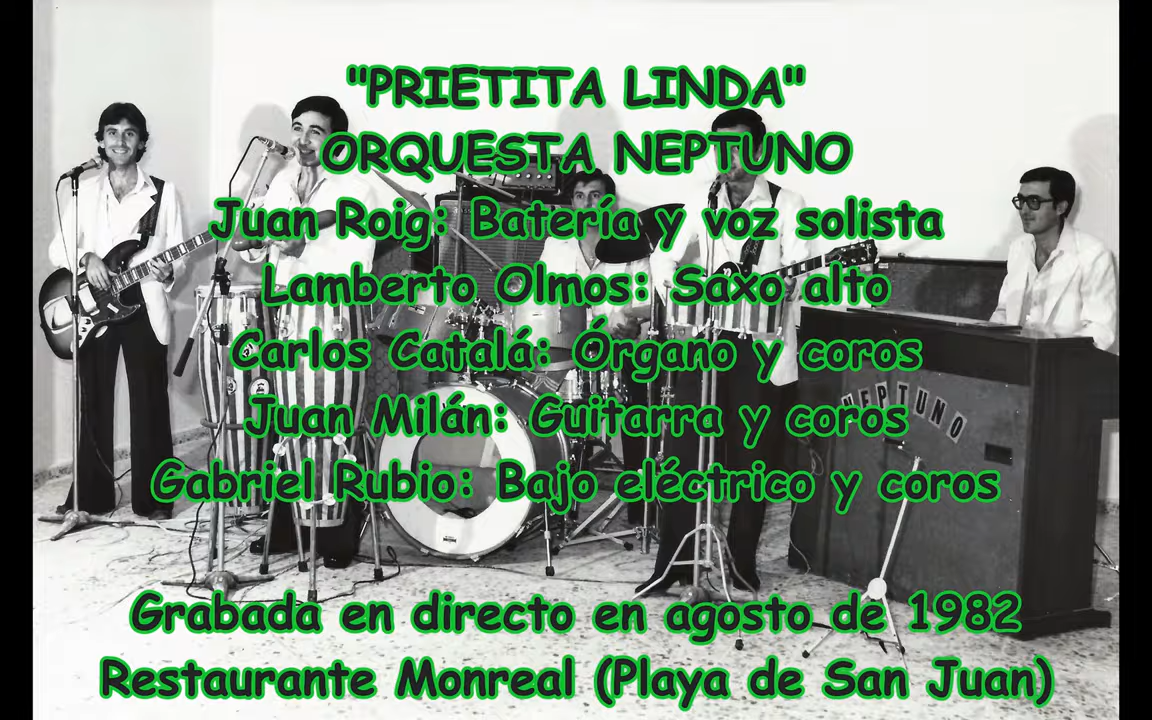 "PRIETITA LINDA"
ORQUESTA NEPTUNO
Juan Roig: Batería y voz solista
Lamberto Olmos: Saxo alto
Carlos Catalá: Órgano y coros
Juan Milán: Guitarra y coros
NEPTUNO
Gabriel Rubio: Bajo eléctrico y coros
Grabada en directo en agosto de 1982
Restaurante Monreal (Playa de San Juan)